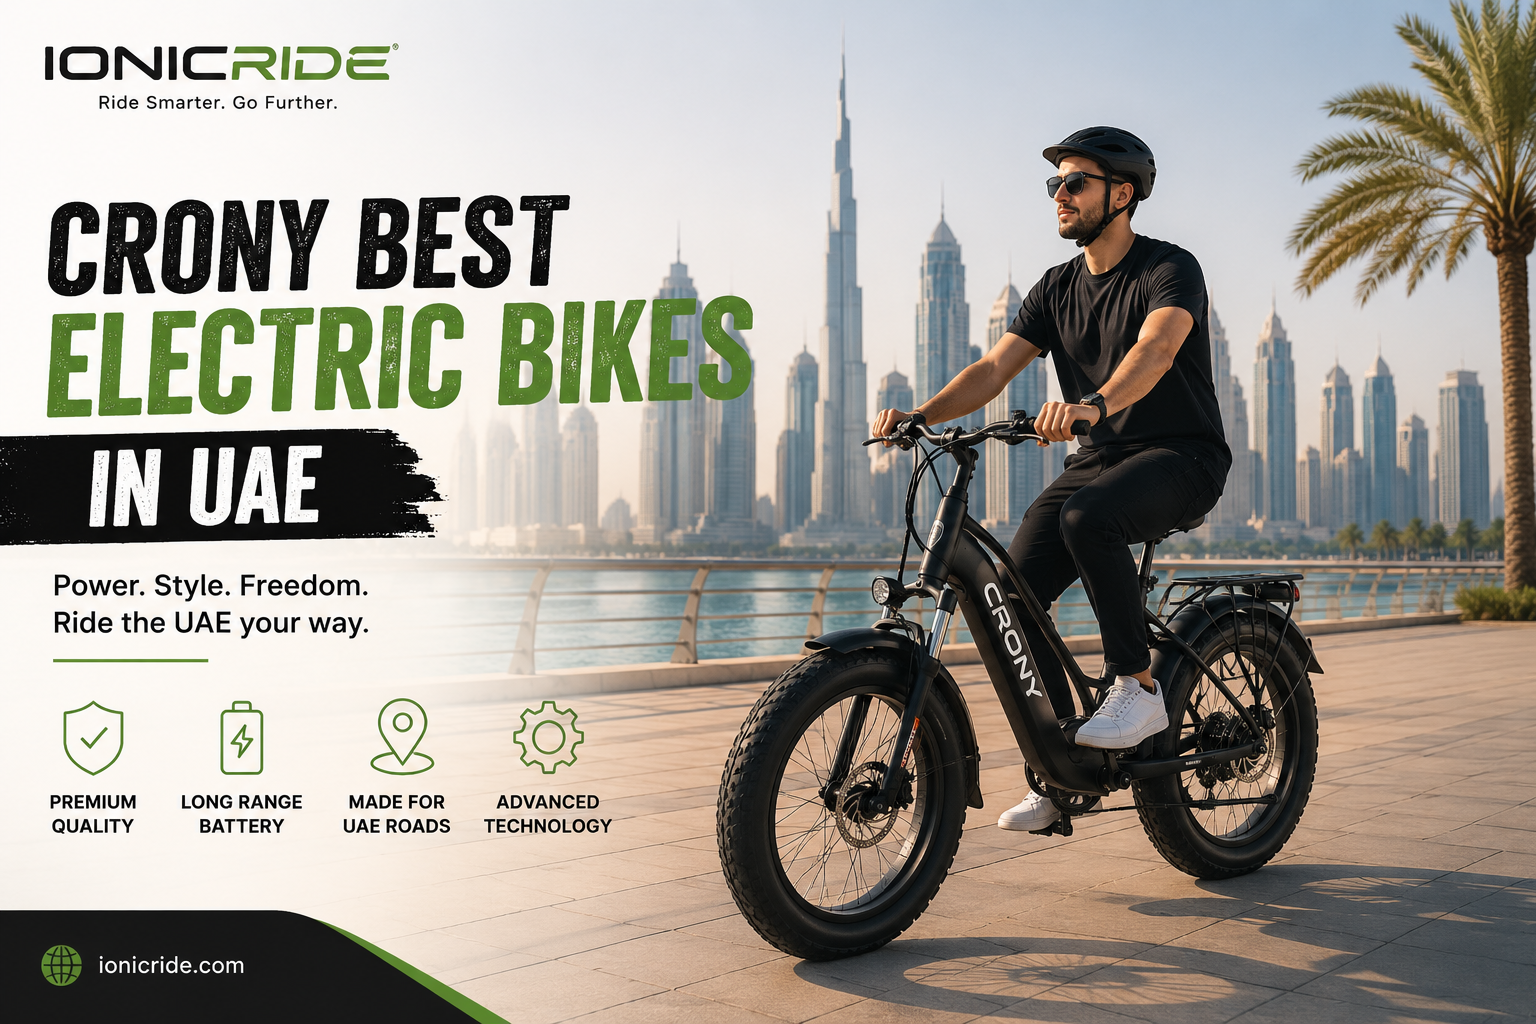 IONICRIDE®
Ride Smarter. Go Further.
CRONY BEST
ELECTRIC BIKES
IN UAE
Power. Style. Freedom.
Ride the UAE your way.
PREMIUM
QUALITY
LONG RANGE
BATTERY
MADE FOR
UAE ROADS
ADVANCED
TECHNOLOGY
CRONY
ionicride.com